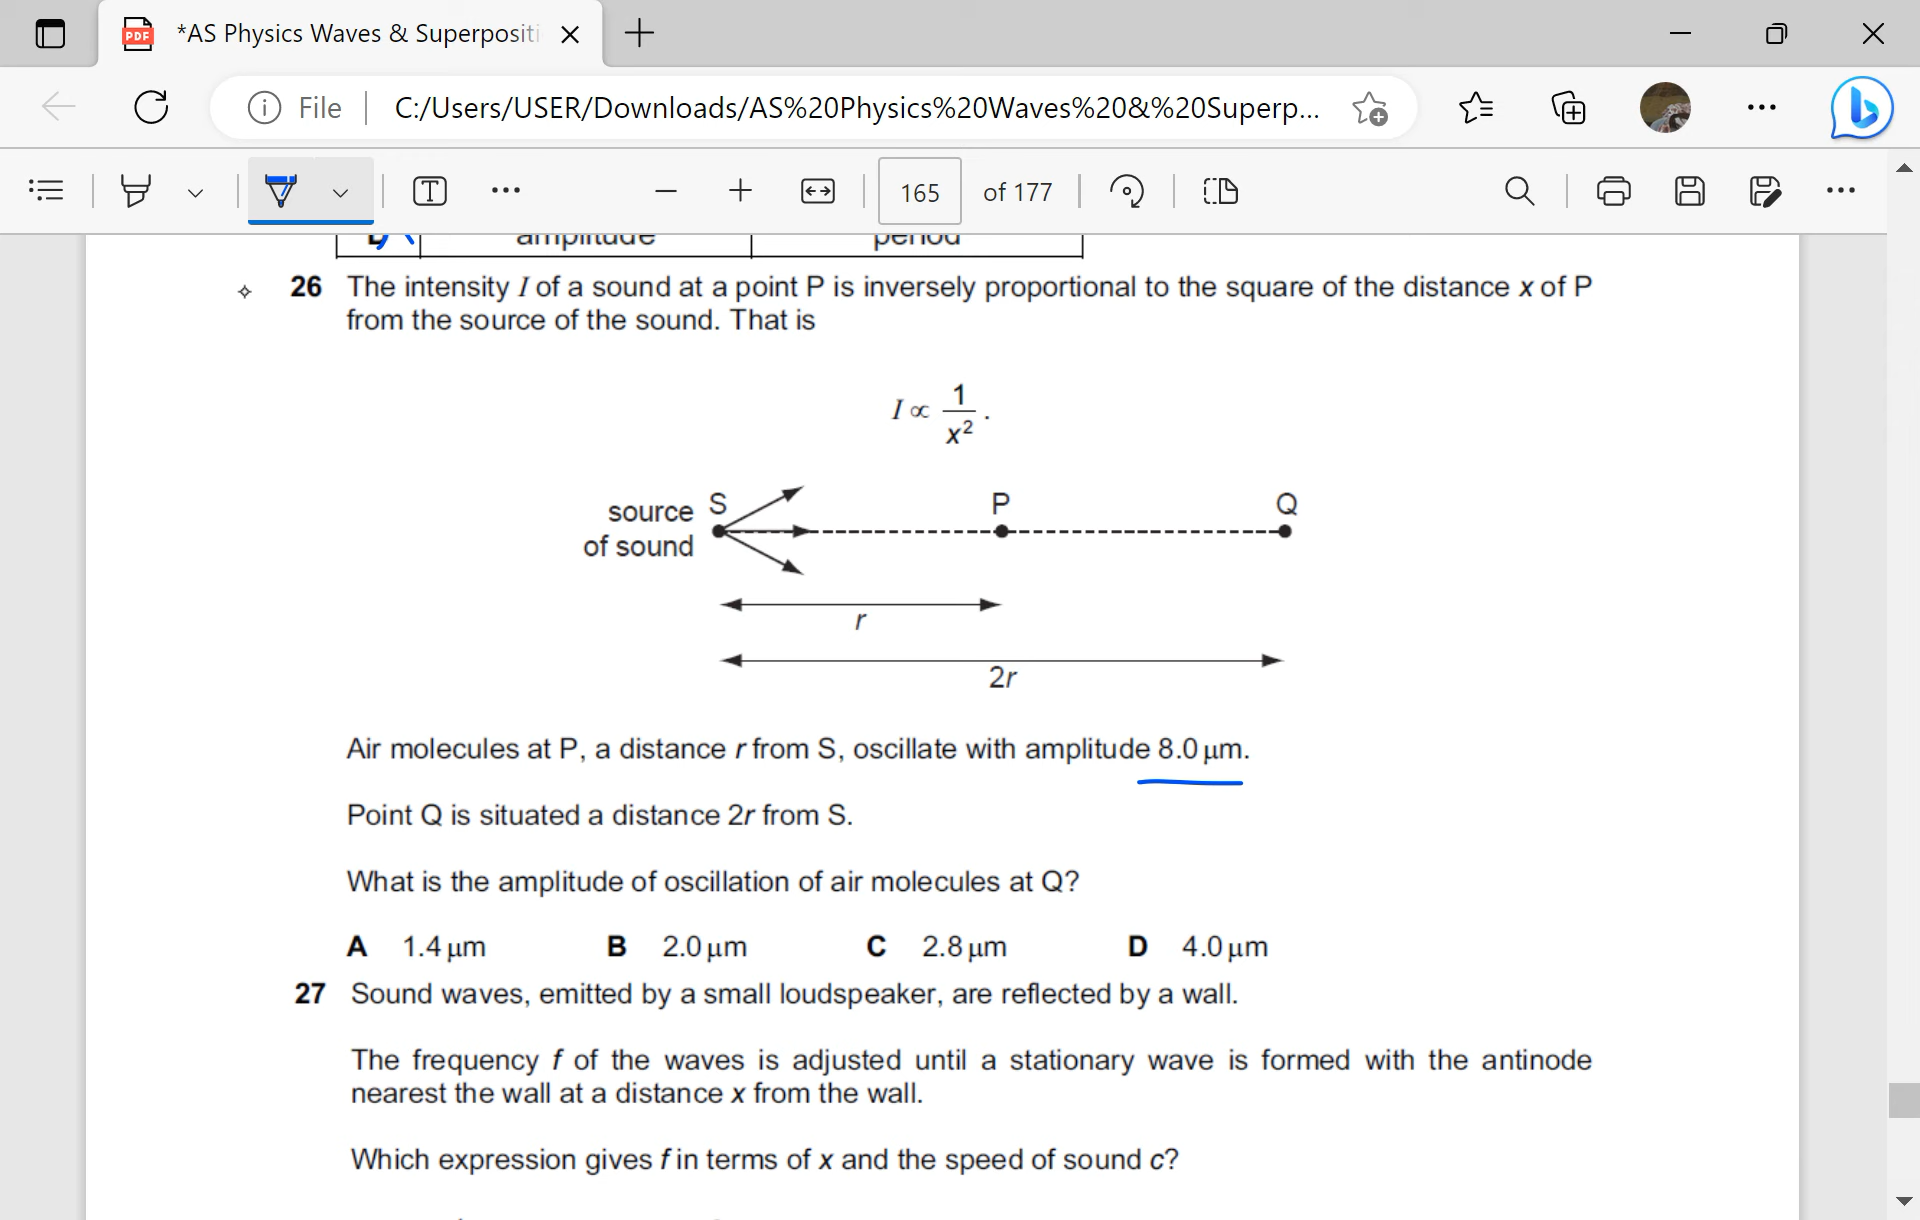 *AS Physics Waves & Superpositi
File
C:/Users/USER/Downloads/AS%20Physics%20Waves%20&%20Superp...
165 of 177
amplitude period
26 The intensity I of a sound at a point P is inversely proportional to the square of the distance x of P
from the source of the sound. That is
I ∝ 1/x².
source S P Q
of sound
r
2r
Air molecules at P, a distance r from S, oscillate with amplitude 8.0 μm.
Point Q is situated a distance 2r from S.
What is the amplitude of oscillation of air molecules at Q?
A 1.4 μm B 2.0 μm C 2.8 μm D 4.0 μm
27 Sound waves, emitted by a small loudspeaker, are reflected by a wall.
The frequency f of the waves is adjusted until a stationary wave is formed with the antinode
nearest the wall at a distance x from the wall.
Which expression gives f in terms of x and the speed of sound c?